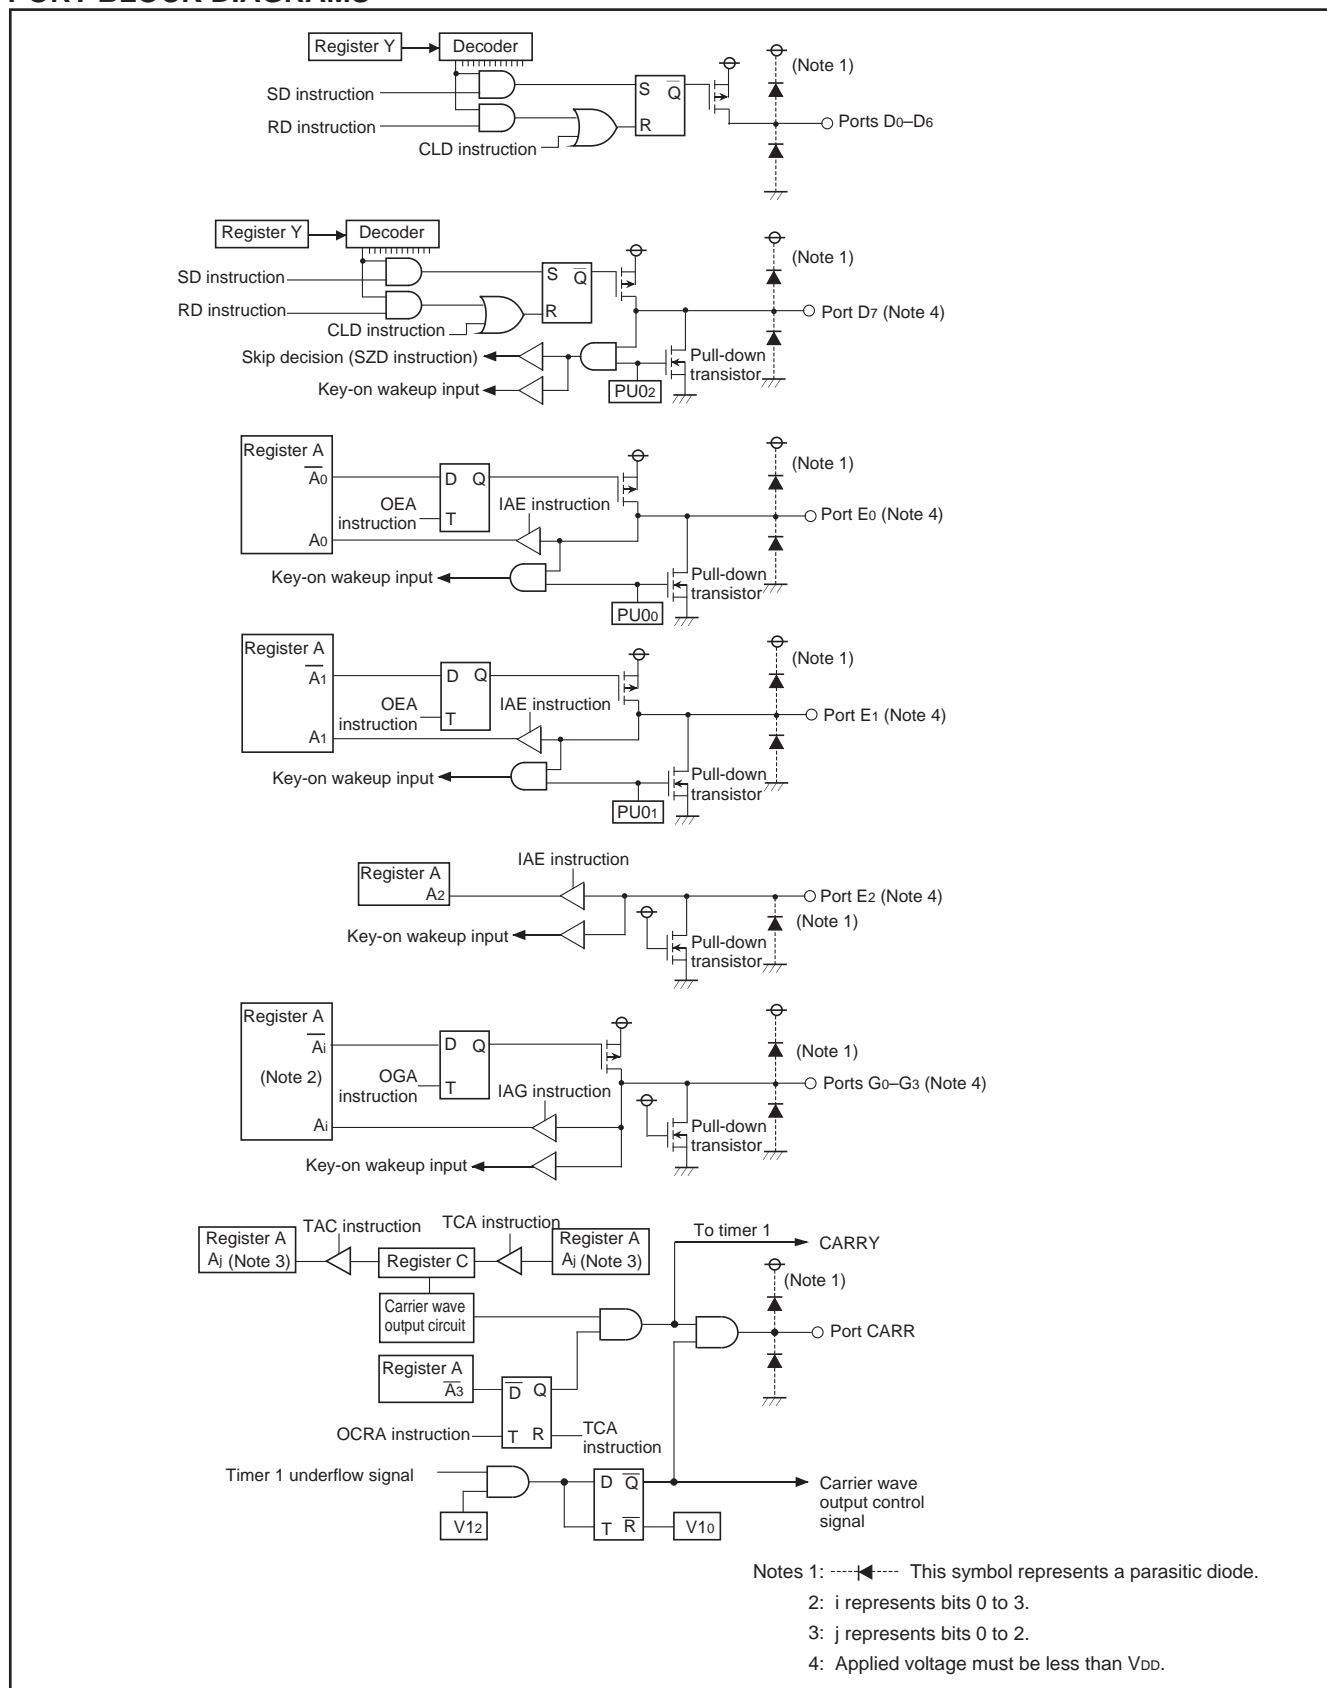 Register Y
Decoder
(Note 1)
SD instruction
S
Q
RD instruction
R
CLD instruction
Ports D0–D6
Register Y
Decoder
(Note 1)
SD instruction
S
Q
RD instruction
R
CLD instruction
Port D7 (Note 4)
Skip decision (SZD instruction)
Pull-down
transistor
Key-on wakeup input
PU02
Register A
A0
D Q
(Note 1)
OEA
instruction
T
IAE instruction
Port E0 (Note 4)
A0
Key-on wakeup input
Pull-down
transistor
PU00
Register A
A1
D Q
(Note 1)
OEA
instruction
T
IAE instruction
Port E1 (Note 4)
A1
Key-on wakeup input
Pull-down
transistor
PU01
IAE instruction
Register A
A2
Port E2 (Note 4)
(Note 1)
Key-on wakeup input
Pull-down
transistor
Register A
Ai
D Q
(Note 1)
(Note 2)
OGA
instruction
T
IAG instruction
Ports G0–G3 (Note 4)
Ai
Pull-down
transistor
Key-on wakeup input
TAC instruction
TCA instruction
To timer 1
CARRY
Register A
Aj (Note 3)
Register C
Register A
Aj (Note 3)
(Note 1)
Carrier wave
output circuit
Port CARR
Register A
A3
D Q
OCRA instruction
T R
TCA
instruction
Timer 1 underflow signal
D Q
Carrier wave
output control
signal
V12
T R
V10
Notes 1: This symbol represents a parasitic diode.
2: i represents bits 0 to 3.
3: j represents bits 0 to 2.
4: Applied voltage must be less than VDD.